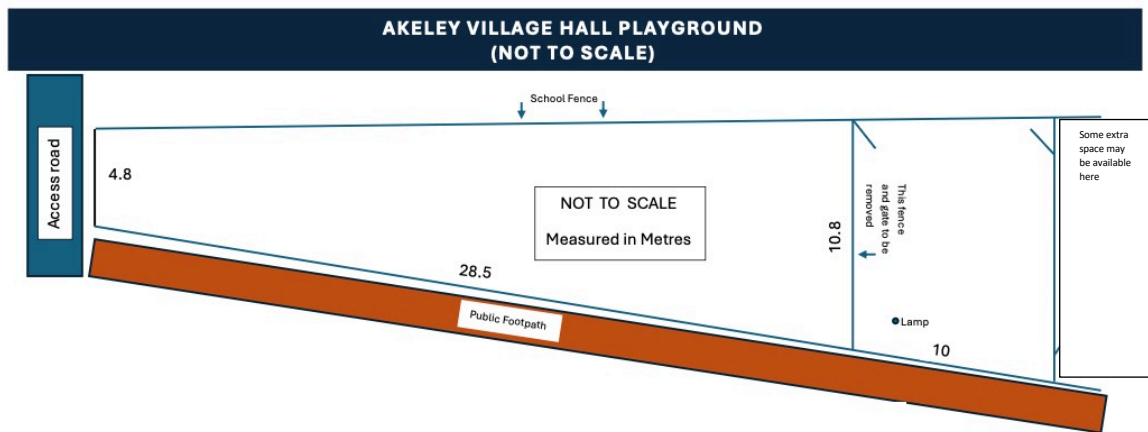 AKELEY VILLAGE HALL PLAYGROUND
(NOT TO SCALE)
School Fence
Access road
4.8
NOT TO SCALE
Measured in Metres
28.5
Public Footpath
10.8
This fence
and gate to be
removed
Lamp
10
Some extra
space may
be available
here